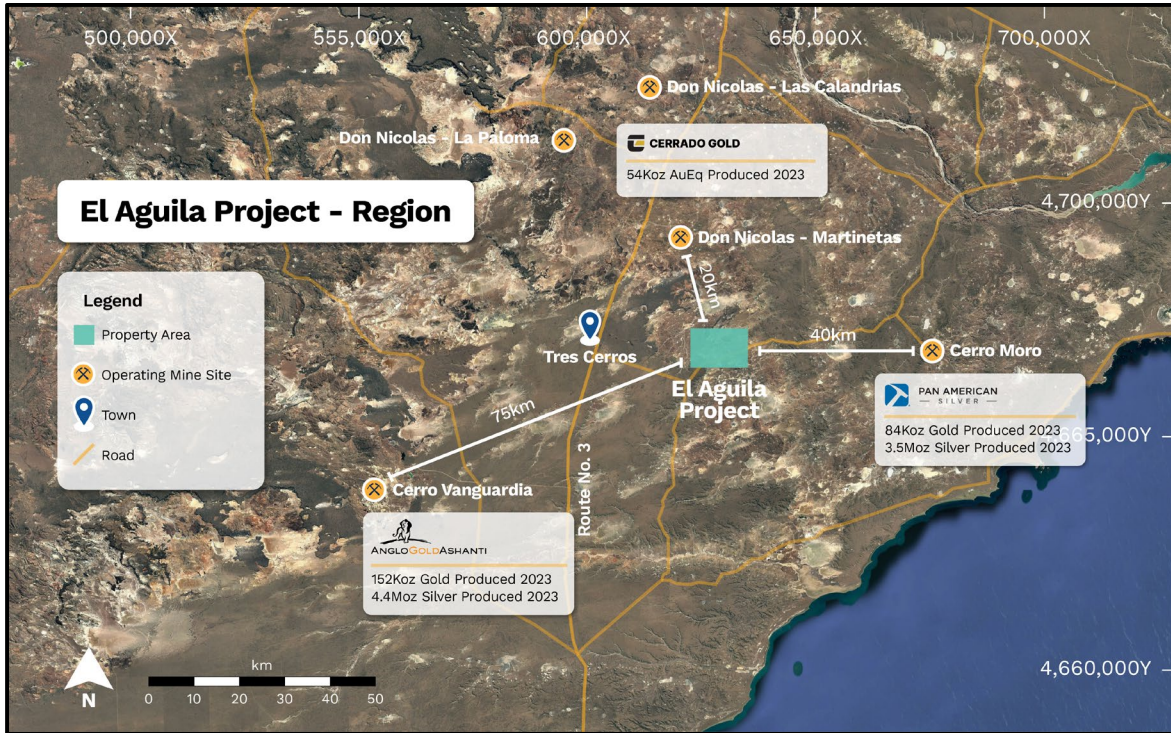 500,000X
555,000X
600,000X
650,000X
700,000X
Don Nicolas - Las Calandrias
Don Nicolas - La Paloma
CERRADO GOLD
54Koz AuEq Produced 2023
El Aguila Project - Region
4,700,000Y
Don Nicolas - Martinetas
20km
Legend
Property Area
Operating Mine Site
Town
Road
Tres Cerros
40km
Cerro Moro
El Aguila
Project
75km
PAN AMERICAN
SILVER
84Koz Gold Produced 2023
3.5Moz Silver Produced 2023
665,000Y
Route No. 3
Cerro Vanguardia
ANGLOGOLDASHANTI
152Koz Gold Produced 2023
4.4Moz Silver Produced 2023
N
km
0 10 20 30 40 50
4,660,000Y